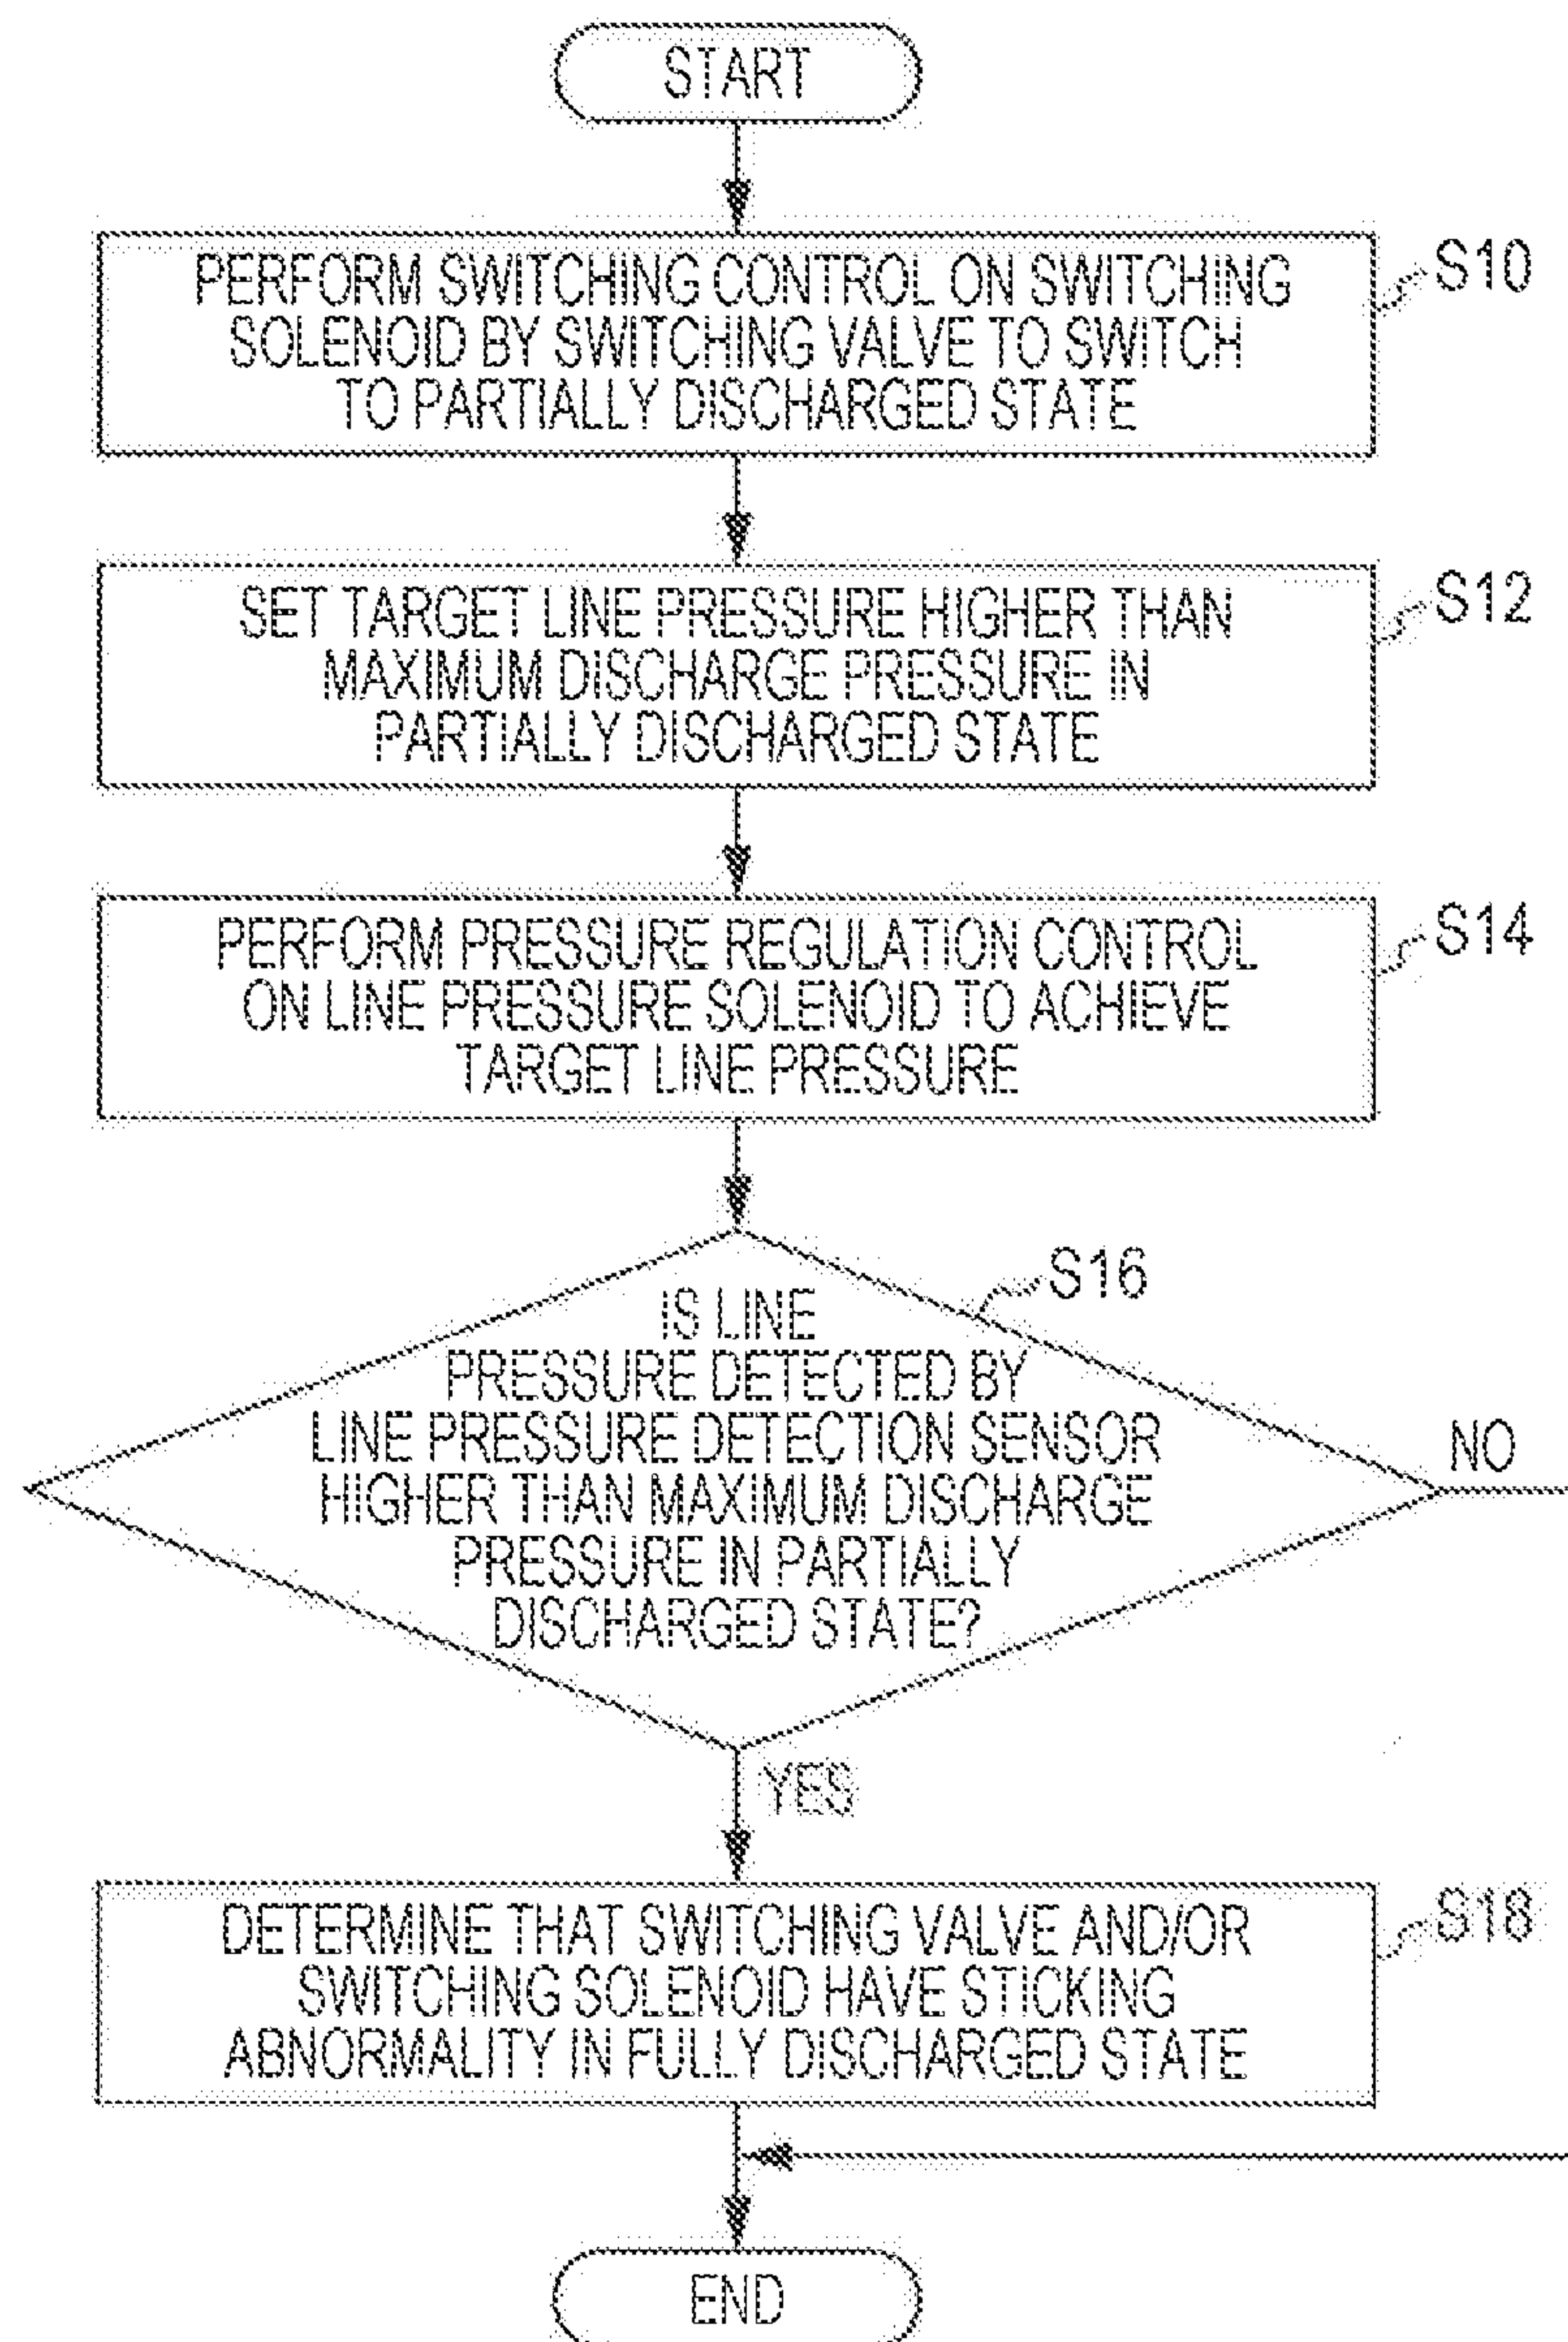 START
PERFORM SWITCHING CONTROL ON SWITCHING
SOLENOID BY SWITCHING VALVE TO SWITCH
TO PARTIALLY DISCHARGED STATE
S10
SET TARGET LINE PRESSURE HIGHER THAN
MAXIMUM DISCHARGE PRESSURE IN
PARTIALLY DISCHARGED STATE
S12
PERFORM PRESSURE REGULATION CONTROL
ON LINE PRESSURE SOLENOID TO ACHIEVE
TARGET LINE PRESSURE
S14
S16
IS LINE
PRESSURE DETECTED BY
LINE PRESSURE DETECTION SENSOR
HIGHER THAN MAXIMUM DISCHARGE
PRESSURE IN PARTIALLY
DISCHARGED STATE?
NO
YES
DETERMINE THAT SWITCHING VALVE AND/OR
SWITCHING SOLENOID HAVE STICKING
ABNORMALITY IN FULLY DISCHARGED STATE
S18
END